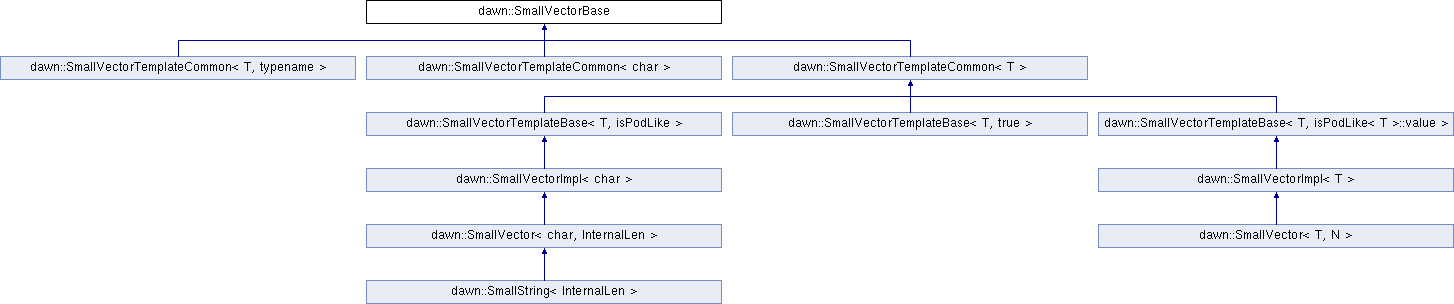 dawn::SmallVectorBase
dawn::SmallVectorTemplateCommon< T, typename >
dawn::SmallVectorTemplateCommon< char >
dawn::SmallVectorTemplateCommon< T >
dawn::SmallVectorTemplateBase< T, isPodLike >
dawn::SmallVectorTemplateBase< T, true >
dawn::SmallVectorTemplateBase< T, isPodLike< T >::value >
dawn::SmallVectorImpl< char >
dawn::SmallVectorImpl< T >
dawn::SmallVector< char, InternalLen >
dawn::SmallVector< T, N >
dawn::SmallString< InternalLen >